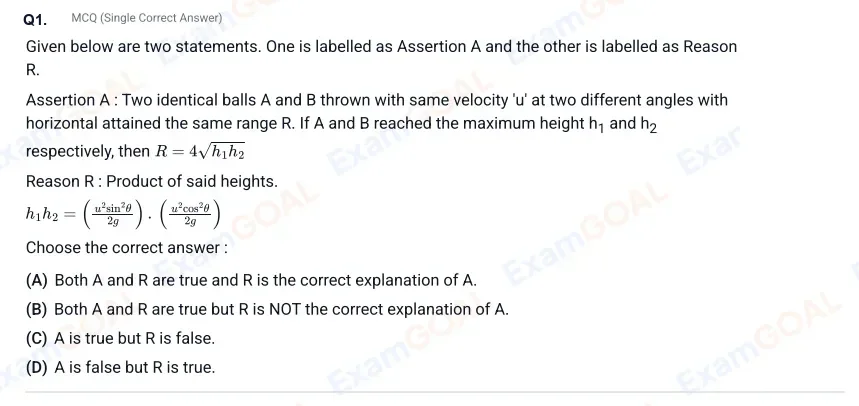 Q1. MCQ (Single Correct Answer)
Given below are two statements. One is labelled as Assertion A and the other is labelled as Reason
R.
Assertion A : Two identical balls A and B thrown with same velocity 'u' at two different angles with
horizontal attained the same range R. If A and B reached the maximum height h₁ and h₂
respectively, then R = 4√(h₁h₂)
Reason R : Product of said heights.
h₁h₂ = (u²sin²θ/2g) . (u²cos²θ/2g)
Choose the correct answer :
(A) Both A and R are true and R is the correct explanation of A.
(B) Both A and R are true but R is NOT the correct explanation of A.
(C) A is true but R is false.
(D) A is false but R is true.